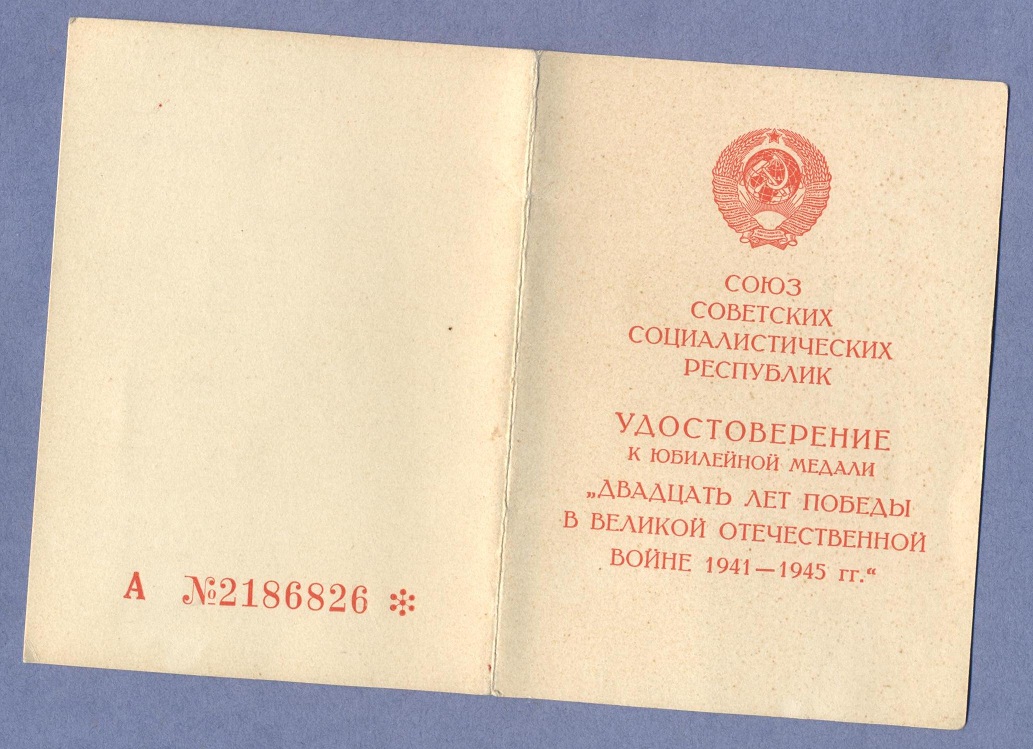 А №2186826
СОЮЗ
СОВЕТСКИХ
СОЦИАЛИСТИЧЕСКИХ
РЕСПУБЛИК
УДОСТОВЕРЕНИЕ
К ЮБИЛЕЙНОЙ МЕДАЛИ
„ДВАДЦАТЬ ЛЕТ ПОБЕДЫ
В ВЕЛИКОЙ ОТЕЧЕСТВЕННОЙ
ВОЙНЕ 1941—1945 гг.“